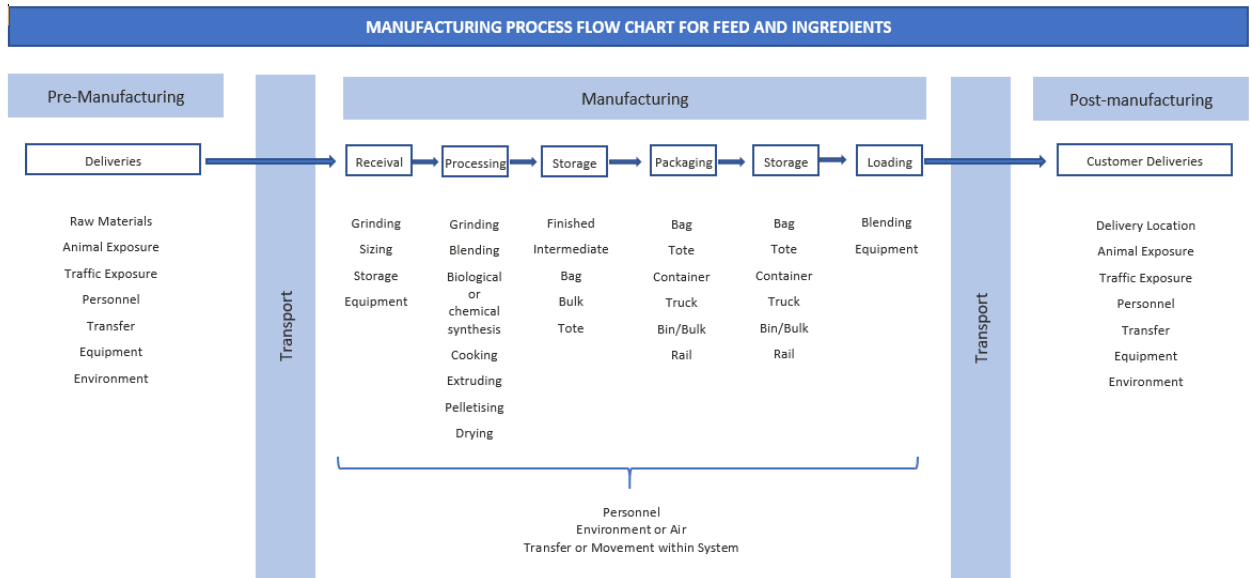 MANUFACTURING PROCESS FLOW CHART FOR FEED AND INGREDIENTS
Pre-Manufacturing
Deliveries
Raw Materials
Animal Exposure
Traffic Exposure
Personnel
Transfer
Equipment
Environment
Transport
Manufacturing
Receival
Grinding
Sizing
Storage
Equipment
Processing
Grinding
Blending
Biological
or
chemical
synthesis
Cooking
Extruding
Pelletising
Drying
Storage
Finished
Intermediate
Bag
Bulk
Tote
Packaging
Bag
Tote
Container
Truck
Bin/Bulk
Rail
Storage
Bag
Tote
Container
Truck
Bin/Bulk
Rail
Loading
Blending
Equipment
Personnel
Environment or Air
Transfer or Movement within System
Transport
Post-manufacturing
Customer Deliveries
Delivery Location
Animal Exposure
Traffic Exposure
Personnel
Transfer
Equipment
Environment